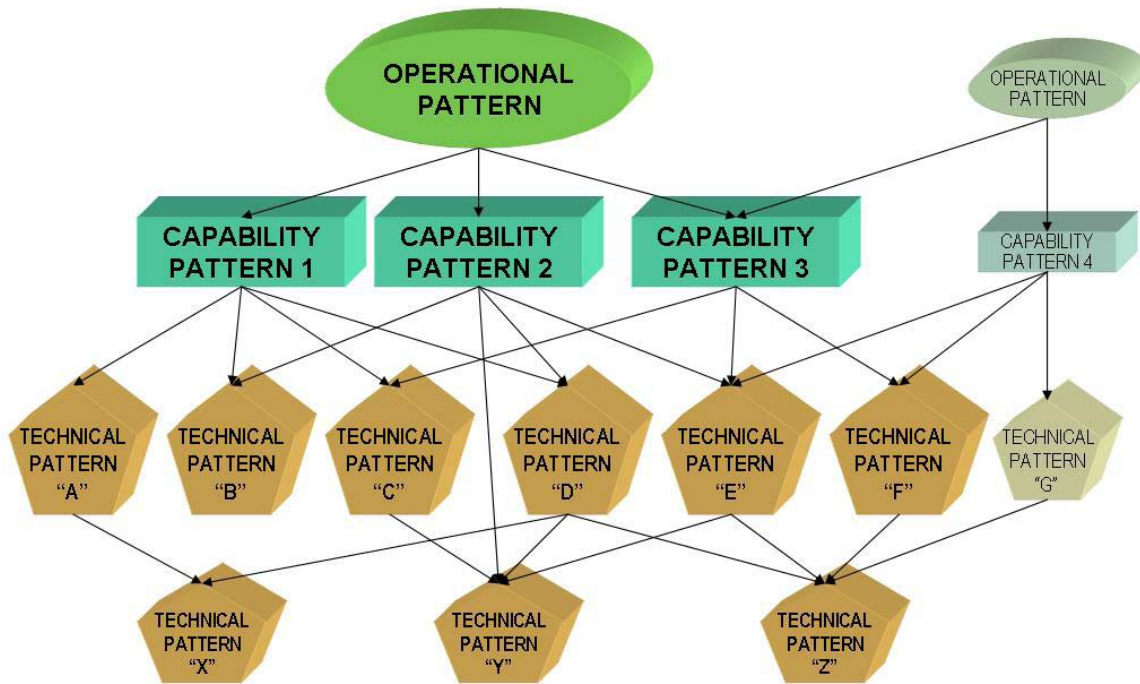 OPERATIONAL
PATTERN
OPERATIONAL
PATTERN
CAPABILITY
PATTERN 1
CAPABILITY
PATTERN 2
CAPABILITY
PATTERN 3
CAPABILITY
PATTERN 4
TECHNICAL
PATTERN
“A”
TECHNICAL
PATTERN
“B”
TECHNICAL
PATTERN
“C”
TECHNICAL
PATTERN
“D”
TECHNICAL
PATTERN
“E”
TECHNICAL
PATTERN
“F”
TECHNICAL
PATTERN
“G”
TECHNICAL
PATTERN
“X”
TECHNICAL
PATTERN
“Y”
TECHNICAL
PATTERN
“Z”